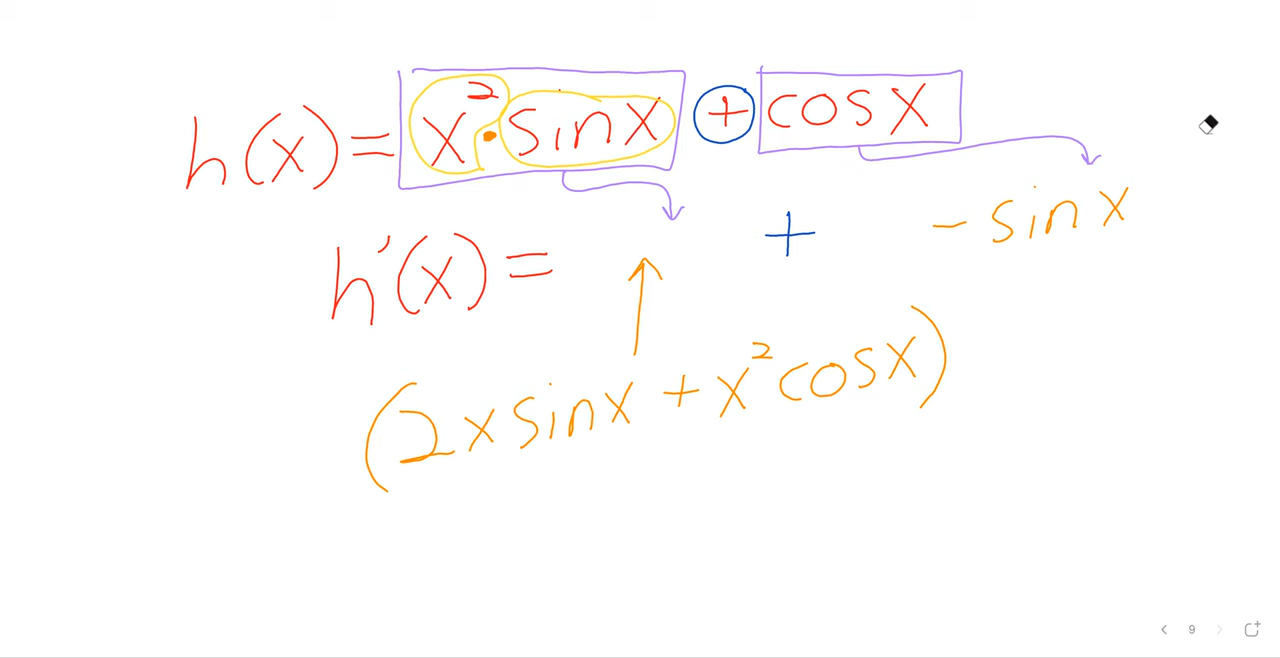 h(x) = x² · sin x + cos x
h'(x) = + - sin x
(2x sin x + x² cos x)
9